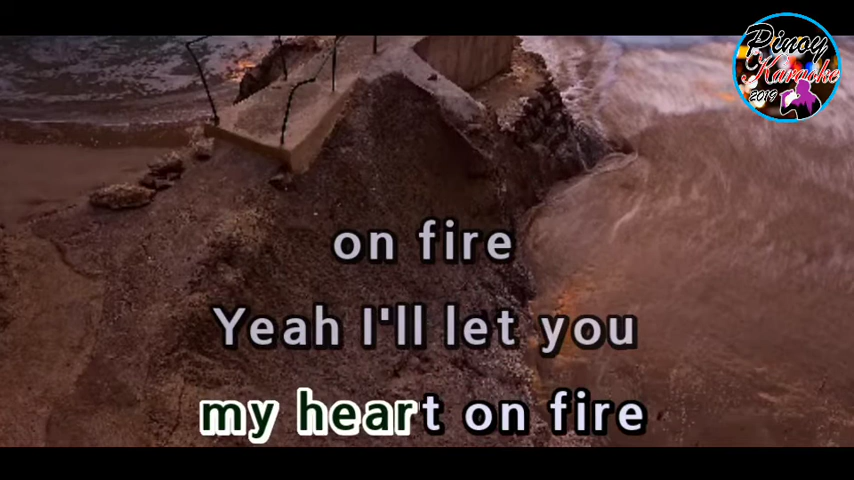 Pinoy
Karaoke
2019
on fire
Yeah I'll let you
my heart on fire